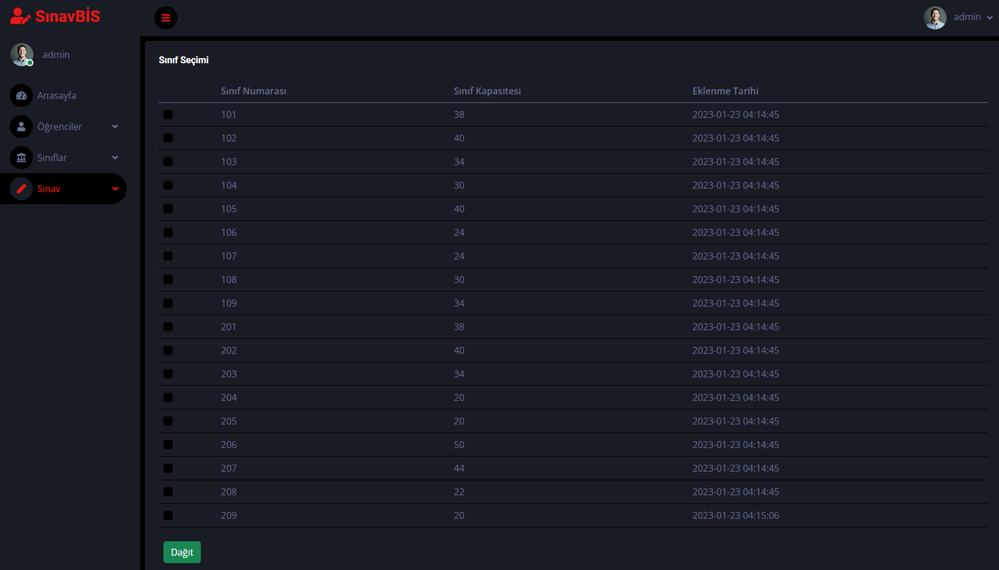 SınavBİS
admin
admin
Anasayfa
Öğrenciler
Sınıflar
Sınav
Sınıf Seçimi
Sınıf Numarası Sınıf Kapasitesi Eklenme Tarihi
101 38 2023-01-23 04:14:45
102 40 2023-01-23 04:14:45
103 34 2023-01-23 04:14:45
104 30 2023-01-23 04:14:45
105 40 2023-01-23 04:14:45
106 24 2023-01-23 04:14:45
107 24 2023-01-23 04:14:45
108 30 2023-01-23 04:14:45
109 34 2023-01-23 04:14:45
201 38 2023-01-23 04:14:45
202 40 2023-01-23 04:14:45
203 34 2023-01-23 04:14:45
204 20 2023-01-23 04:14:45
205 20 2023-01-23 04:14:45
206 50 2023-01-23 04:14:45
207 44 2023-01-23 04:14:45
208 22 2023-01-23 04:14:45
209 20 2023-01-23 04:15:06
Dağıt